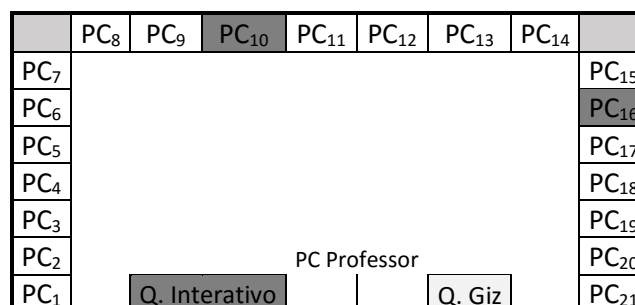 PC₈ PC₉ PC₁₀ PC₁₁ PC₁₂ PC₁₃ PC₁₄
PC₇ PC₁₅
PC₆ PC₁₆
PC₅ PC₁₇
PC₄ PC₁₈
PC₃ PC₁₉
PC₂ PC Professor PC₂₀
PC₁ Q. Interativo Q. Giz PC₂₁